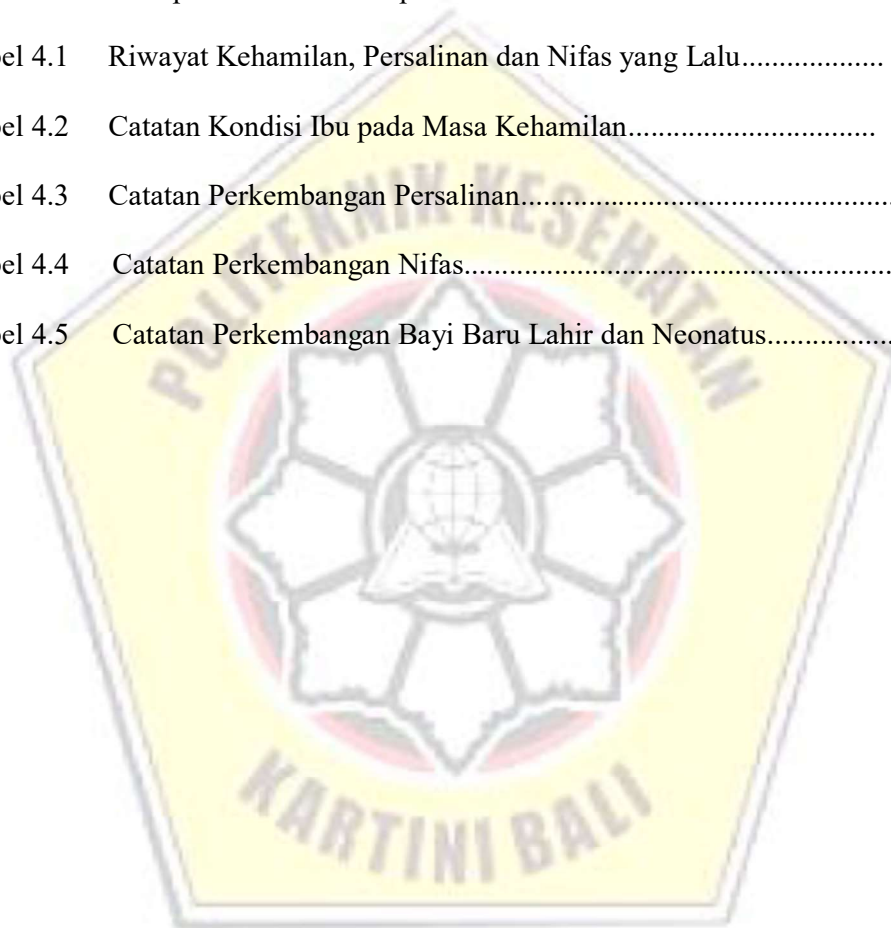 el 4.1 Riwayat Kehamilan, Persalinan dan Nifas yang Lalu...................
el 4.2 Catatan Kondisi Ibu pada Masa Kehamilan.................................
el 4.3 Catatan Perkembangan Persalinan.................................................
el 4.4 Catatan Perkembangan Nifas.........................................................
el 4.5 Catatan Perkembangan Bayi Baru Lahir dan Neonatus.................
POLITEKNIK KESEHATAN
KARTINI BALI